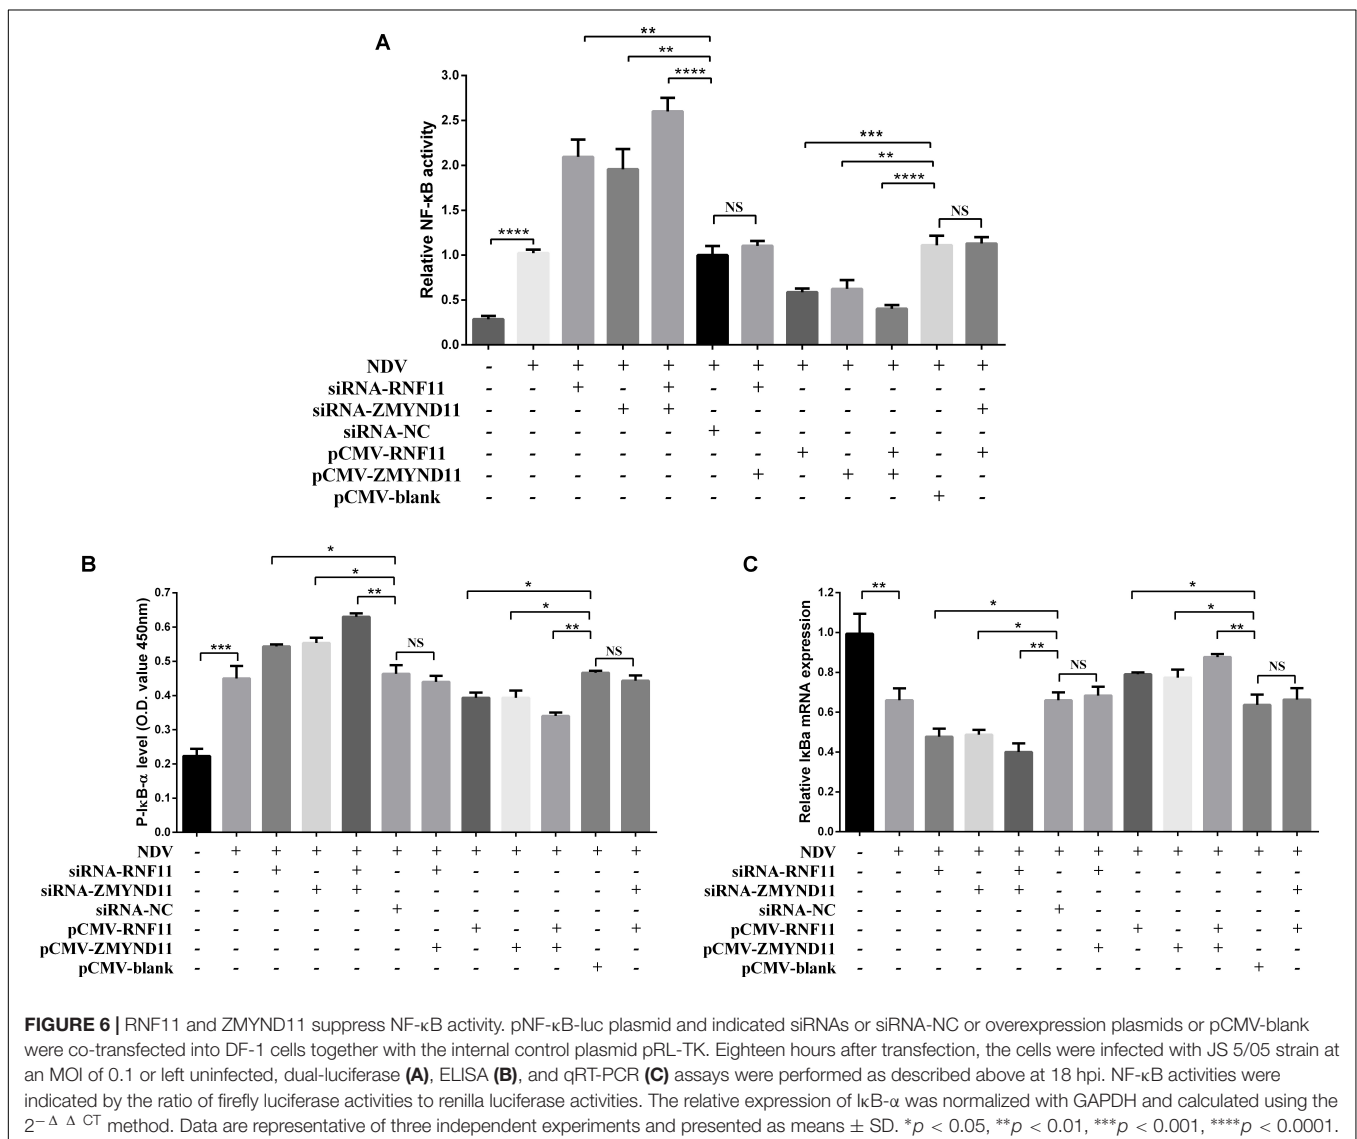 A
**
**
****
3.0
***
2.5
**
2.0
****
Relative NF-κB activity
1.5
NS
NS
****
1.0
0.5
0.0
NDV - + + + + + + + + + + +
siRNA-RNF11 - - + - + - + - - - - -
siRNA-ZMYND11 - - - + + - - - - - - +
siRNA-NC - - - - - + - - - - - -
pCMV-RNF11 - - - - - - - + - + - +
pCMV-ZMYND11 - - - - - - + - + + - -
pCMV-blank - - - - - - - - - - + -
B
*
*
**
*
*
**
0.7
0.6
NS
NS
***
0.5
0.4
0.3
0.2
0.1
0.0
P-IκB-α level (O.D. value 450nm)
NDV - + + + + + + + + + + +
siRNA-RNF11 - - + - + - + - - - - -
siRNA-ZMYND11 - - - + + - - - - - - +
siRNA-NC - - - - - + - - - - - -
pCMV-RNF11 - - - - - - - + - + - +
pCMV-ZMYND11 - - - - - - + - + + - -
pCMV-blank - - - - - - - - - - + -
C
**
*
*
**
*
*
**
1.2
NS
NS
1.0
0.8
0.6
0.4
0.2
0.0
Relative IκBa mRNA expression
NDV - + + + + + + + + + + +
siRNA-RNF11 - - + - + - + - - - - -
siRNA-ZMYND11 - - - + + - - - - - - +
siRNA-NC - - - - - + - - - - - -
pCMV-RNF11 - - - - - - - + - + - +
pCMV-ZMYND11 - - - - - - + - + + - -
pCMV-blank - - - - - - - - - - + -
FIGURE 6 | RNF11 and ZMYND11 suppress NF-κB activity. pNF-κB-luc plasmid and indicated siRNAs or siRNA-NC or overexpression plasmids or pCMV-blank
were co-transfected into DF-1 cells together with the internal control plasmid pRL-TK. Eighteen hours after transfection, the cells were infected with JS 5/05 strain at
an MOI of 0.1 or left uninfected, dual-luciferase (A), ELISA (B), and qRT-PCR (C) assays were performed as described above at 18 hpi. NF-κB activities were
indicated by the ratio of firefly luciferase activities to renilla luciferase activities. The relative expression of IκB-α was normalized with GAPDH and calculated using the
2−Δ Δ CT method. Data are representative of three independent experiments and presented as means ± SD. *p < 0.05, **p < 0.01, ***p < 0.001, ****p < 0.0001.